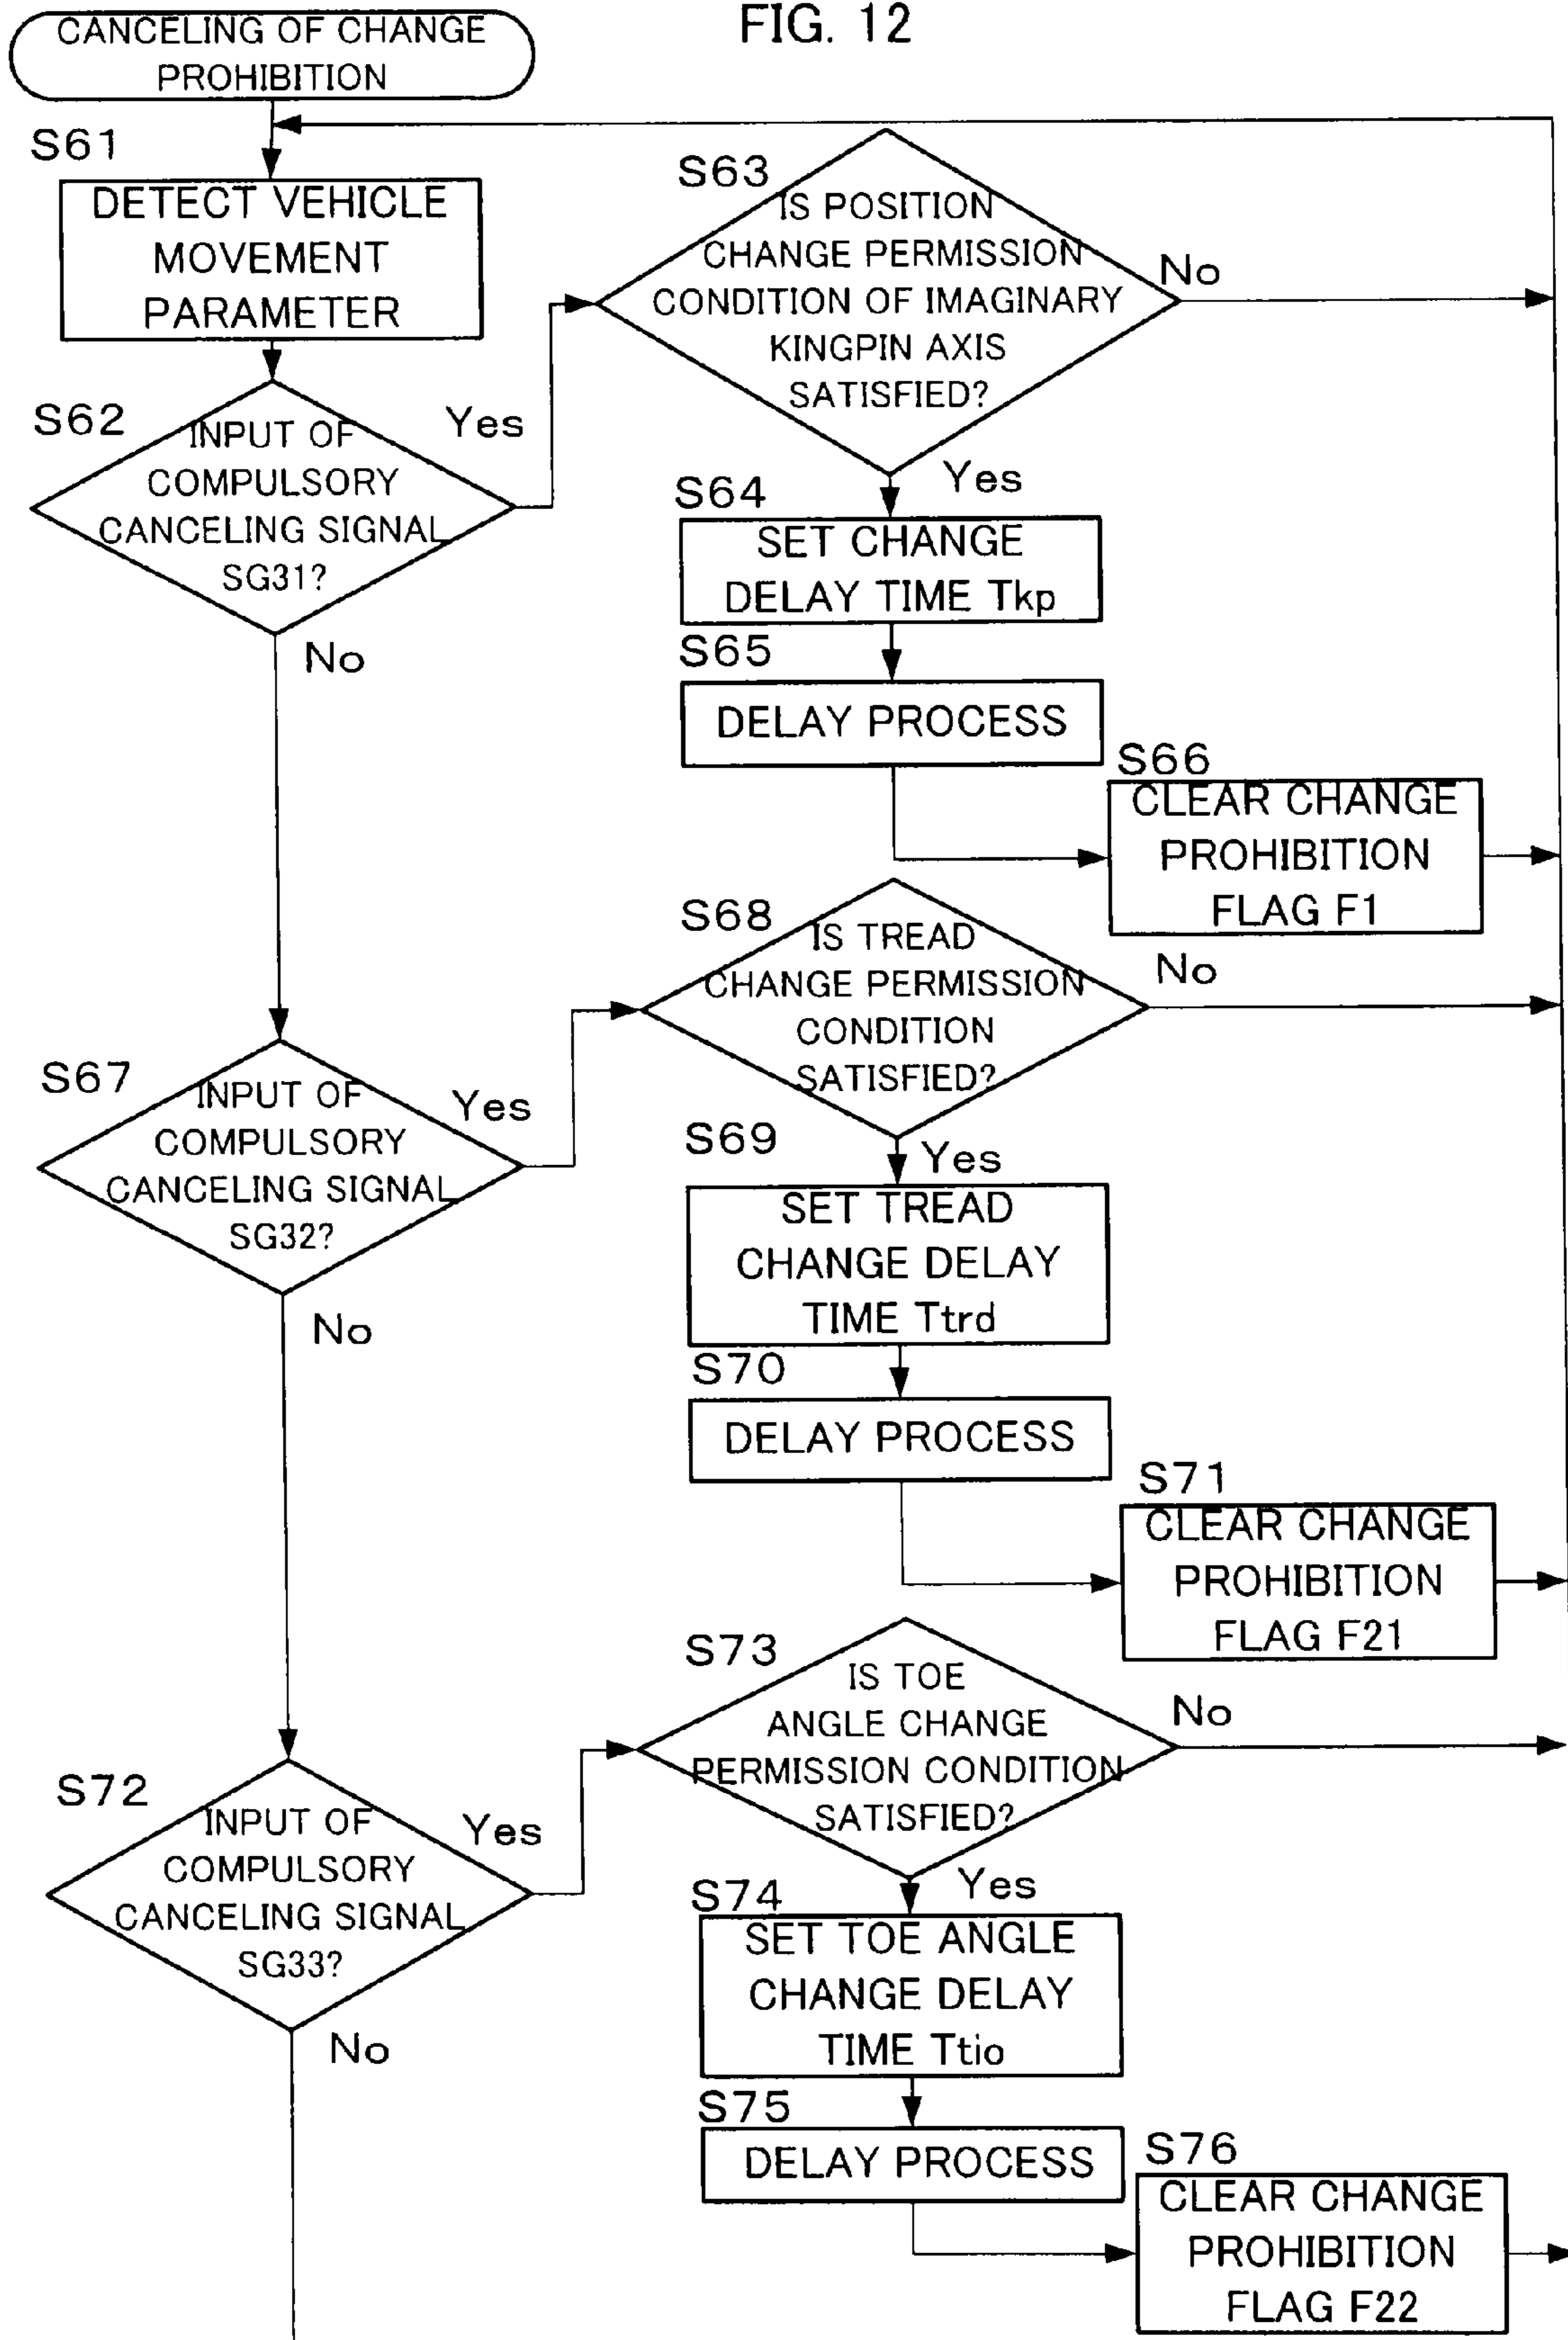 FIG. 12
CANCELING OF CHANGE
PROHIBITION
S61
DETECT VEHICLE
MOVEMENT
PARAMETER
S62
INPUT OF
COMPULSORY
CANCELING SIGNAL
SG31?
Yes
No
S63
IS POSITION
CHANGE PERMISSION
CONDITION OF IMAGINARY
KINGPIN AXIS
SATISFIED?
No
Yes
S64
SET CHANGE
DELAY TIME Tkp
S65
DELAY PROCESS
S66
CLEAR CHANGE
PROHIBITION
FLAG F1
S67
INPUT OF
COMPULSORY
CANCELING SIGNAL
SG32?
Yes
No
S68
IS TREAD
CHANGE PERMISSION
CONDITION
SATISFIED?
No
Yes
S69
SET TREAD
CHANGE DELAY
TIME Ttrd
S70
DELAY PROCESS
S71
CLEAR CHANGE
PROHIBITION
FLAG F21
S72
INPUT OF
COMPULSORY
CANCELING SIGNAL
SG33?
Yes
No
S73
IS TOE
ANGLE CHANGE
PERMISSION CONDITION
SATISFIED?
No
Yes
S74
SET TOE ANGLE
CHANGE DELAY
TIME Ttio
S75
DELAY PROCESS
S76
CLEAR CHANGE
PROHIBITION
FLAG F22